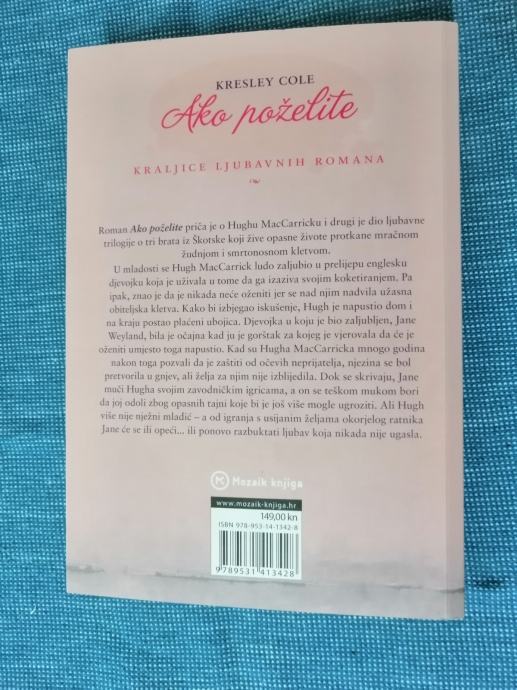 KRESLEY COLE
Ako poželite
KRALJICE LJUBAVNIH ROMANA
Roman Ako poželite priča je o Hughu MacCarricku i drugi je dio ljubavne
trilogije o tri brata iz Škotske koji žive opasne živote protkane mračnom
žudnjom i smrtonosnom kletvom.
U mladosti se Hugh MacCarrick ludo zaljubio u prelijepu englesku
djevojku koja je uživala u tome da ga izaziva svojim koketiranjem. Pa
ipak, znao je da je nikada neće oženiti jer se nad njim nadvila užasna
obiteljska kletva. Kako bi izbjegao iskušenje, Hugh je napustio dom i
na kraju postao plaćeni ubojica. Djevojka u koju je bio zaljubljen, Jane
Weyland, bila je očajna kad ju je gorštak za kojeg je vjerovala da će je
oženiti umjesto toga napustio. Kad su Hugha MacCarricka mnogo godina
nakon toga pozvali da je zaštiti od očevih neprijatelja, njezina se bol
pretvorila u gnjev, ali želja za njim nije izblijedila. Dok se skrivaju, Jane
muči Hugha svojim zavodničkim igricama, a on se teškom mukom bori
da joj odoli zbog opasnih tajni koje bi je još više mogle ugroziti. Ali Hugh
više nije nježni mladić – a od igranja s usijanim željama okorjelog ratnika
Jane će se ili opeći... ili ponovo razbuktati ljubav koja nikada nije ugasla.
Mozaik knjiga
www.mozaik-knjiga.hr
149,00 kn
ISBN 978-953-14-1342-8
9 789531 413428